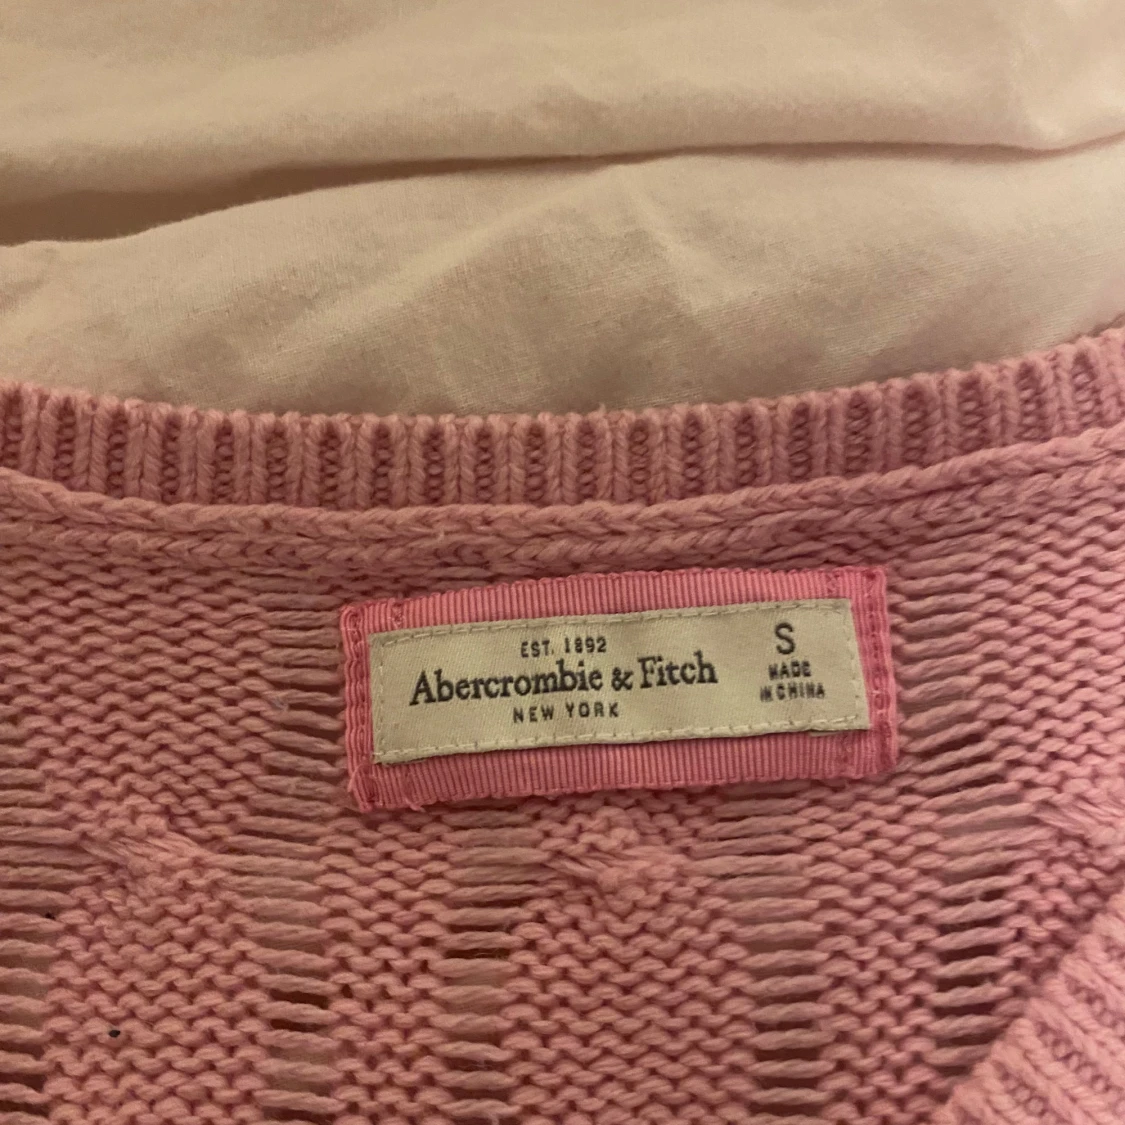 EST. 1892
Abercrombie & Fitch
NEW YORK
S
MADE
IN CHINA